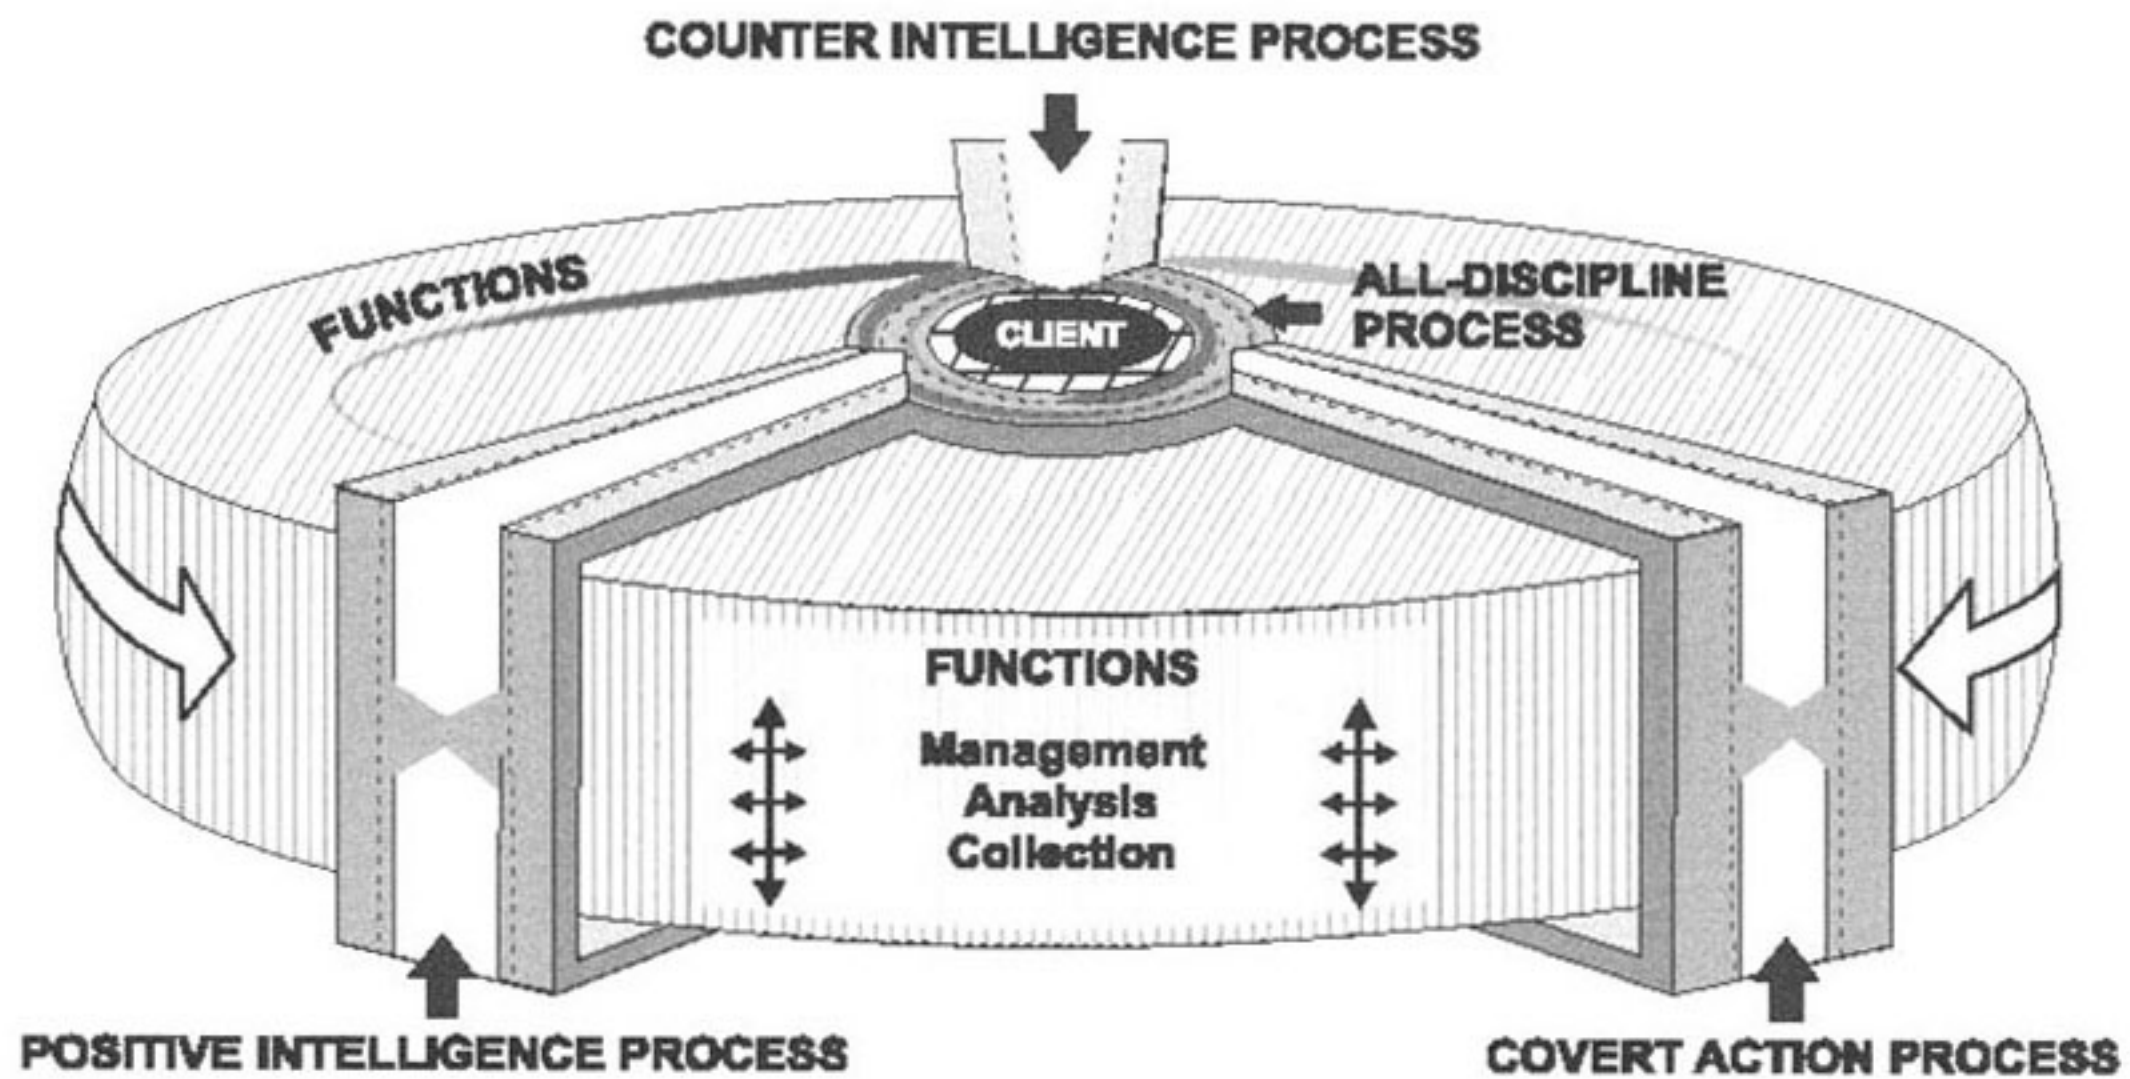 COUNTER INTELLIGENCE PROCESS
FUNCTIONS
ALL-DISCIPLINE
PROCESS
CLIENT
FUNCTIONS
Management
Analysis
Collection
POSITIVE INTELLIGENCE PROCESS
COVERT ACTION PROCESS